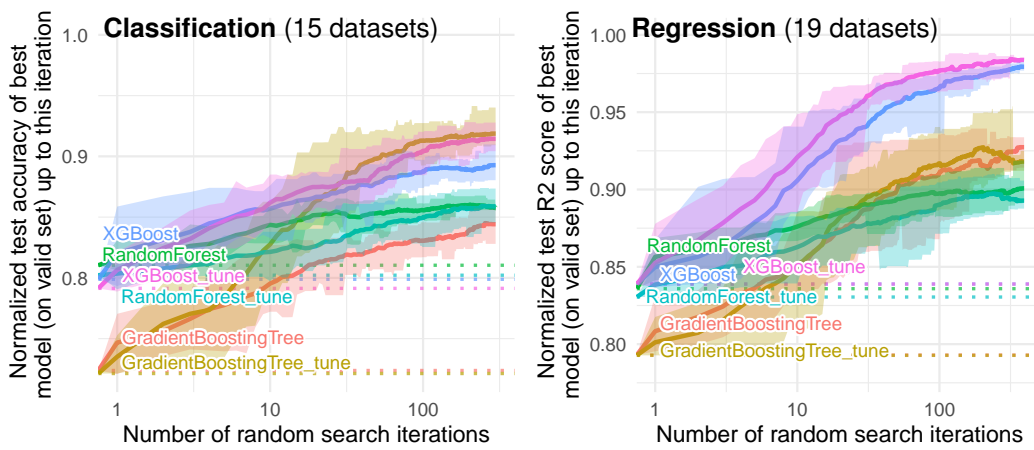 Classification (15 datasets)
Normalized test accuracy of best
model (on valid set) up to this iteration
1.0
0.9
0.8
XGBoost
RandomForest
XGBoost_tune
RandomForest_tune
GradientBoostingTree
GradientBoostingTree_tune
1
10
100
Number of random search iterations
Regression (19 datasets)
Normalized test R2 score of best
model (on valid set) up to this iteration
1.00
0.95
0.90
0.85
0.80
RandomForest
XGBoost
XGBoost_tune
RandomForest_tune
GradientBoostingTree
GradientBoostingTree_tune
1
10
100
Number of random search iterations